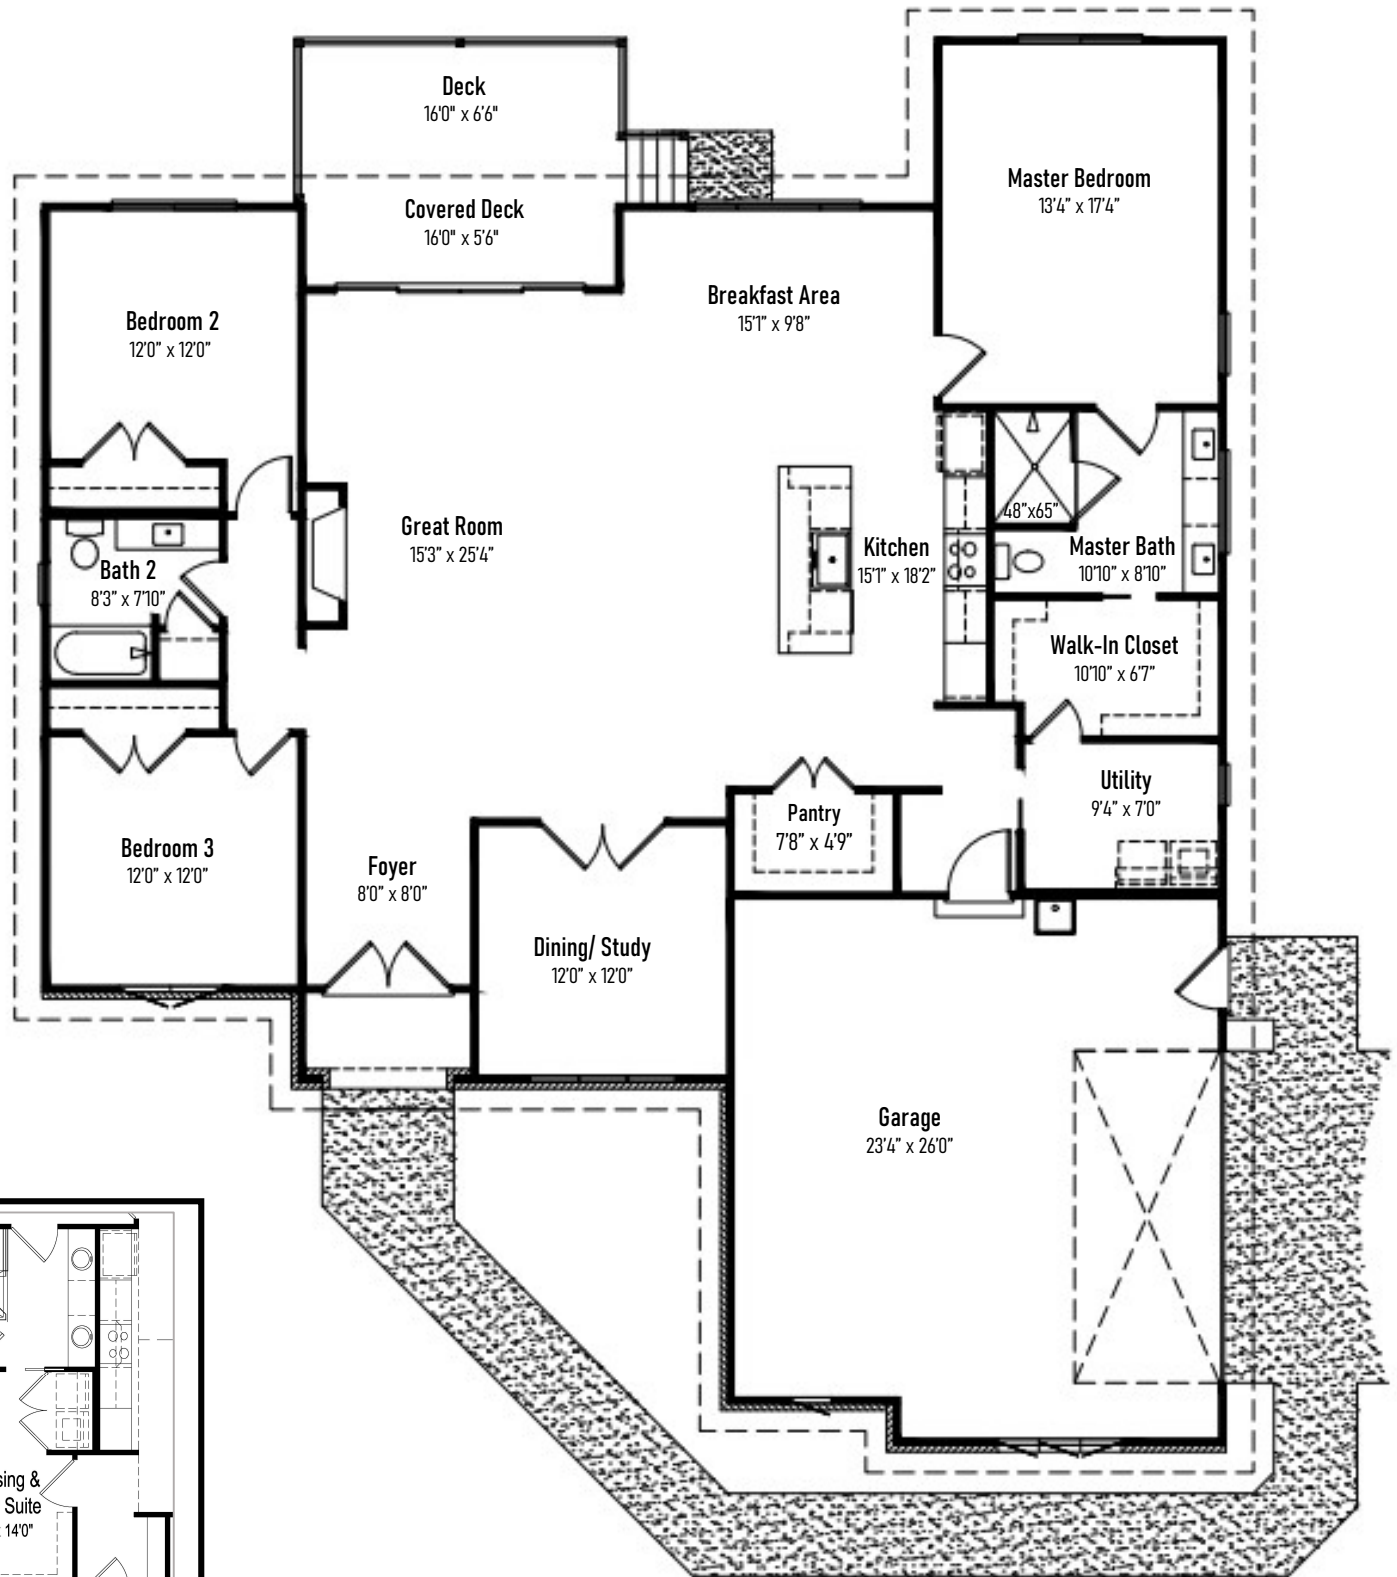 Deck
16'0" x 6'6"
Master Bedroom
13'4" x 17'4"
Covered Deck
16'0" x 5'6"
Breakfast Area
15'1" x 9'8"
Bedroom 2
12'0" x 12'0"
48"x65"
Great Room
15'3" x 25'4"
Kitchen
15'1" x 18'2"
Master Bath
10'10" x 8'10"
Bath 2
8'3" x 7'10"
Walk-In Closet
10'10" x 6'7"
Utility
9'4" x 7'0"
Pantry
7'8" x 4'9"
Bedroom 3
12'0" x 12'0"
Foyer
8'0" x 8'0"
Dining/ Study
12'0" x 12'0"
Garage
23'4" x 26'0"
&
Suite
14'0"